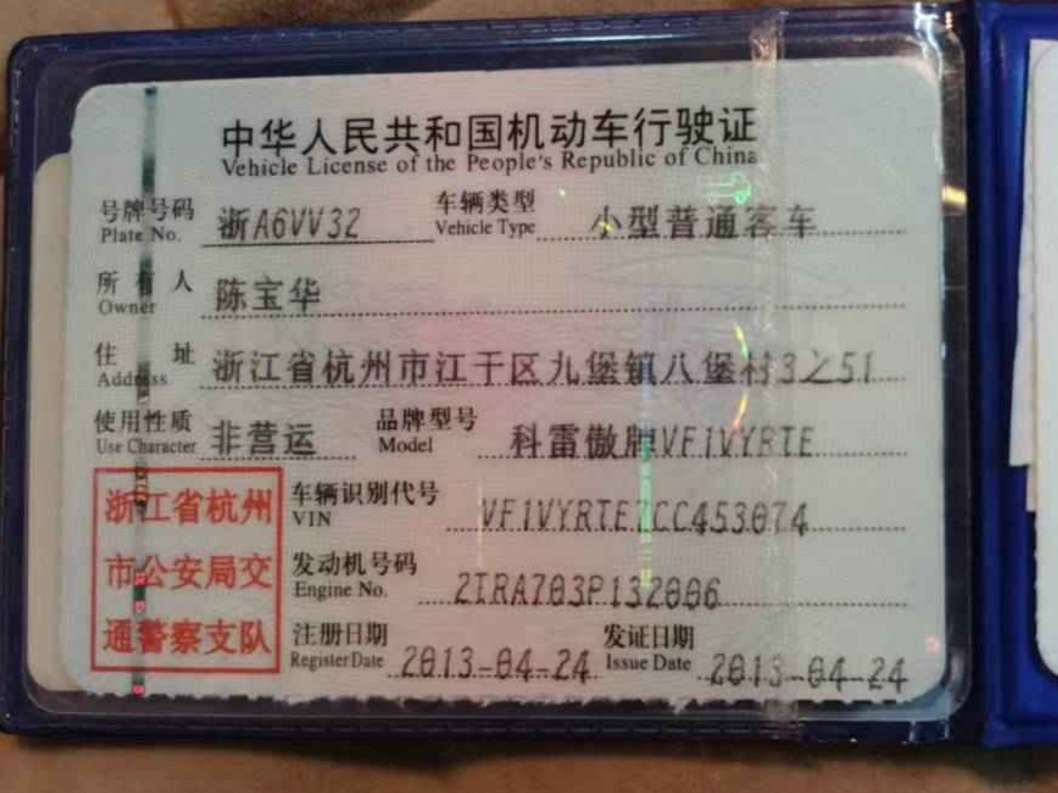 中华人民共和国机动车行驶证
Vehicle License of the People's Republic of China
号牌号码 浙A6VV32 车辆类型 小型普通客车
Plate No. Vehicle Type
所有人 陈宝华
Owner
住址 浙江省杭州市江干区九堡镇八堡村3之51
Address
使用性质 非营运 品牌型号 科雷傲牌VF1VYRTE
Use Character Model
浙江省杭州 车辆识别代号 VF1VYRTE7CC453074
VIN
市公安局交 发动机号码 2IRA703P132006
Engine No.
通警察支队 注册日期 2013-04-24 发证日期 2013-04-24
Register Date Issue Date